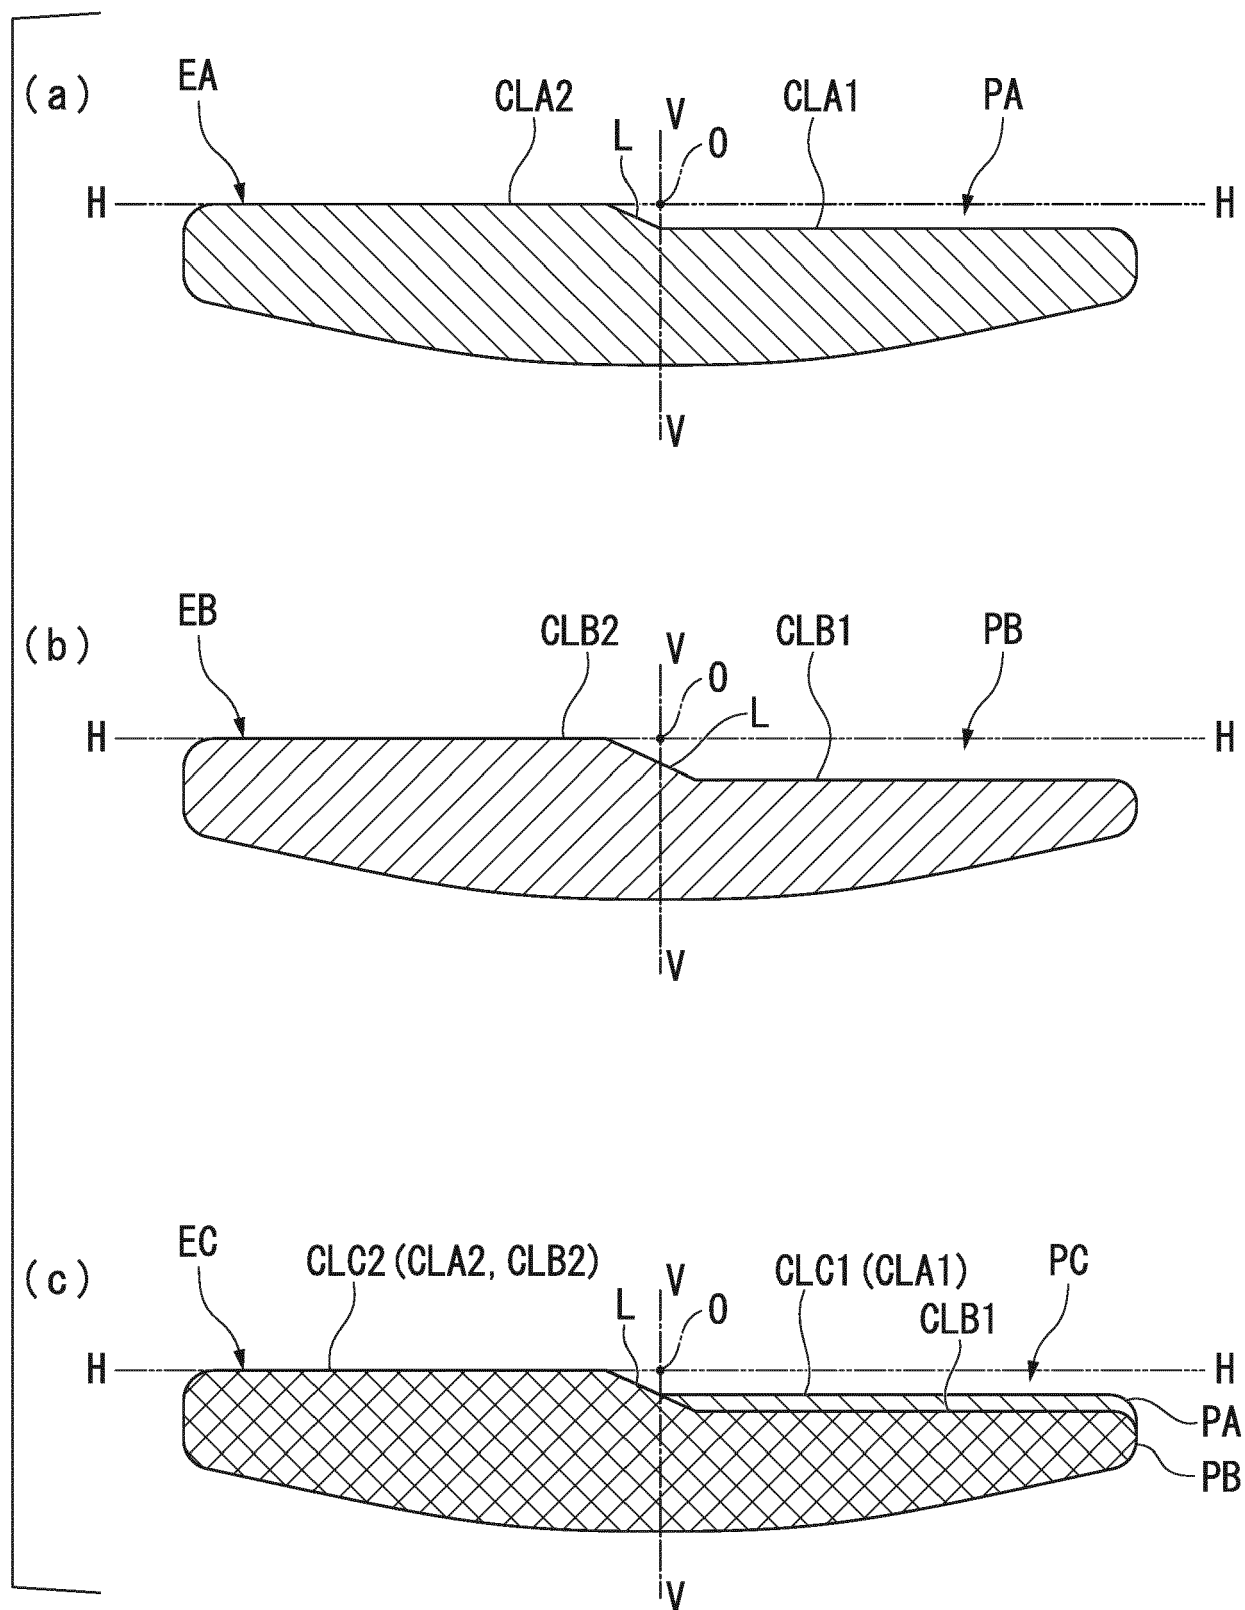 (a)
EA
CLA2
L
V
O
CLA1
PA
H
H
V
(b)
EB
CLB2
V
O
L
CLB1
PB
H
H
V
(c)
EC
CLC2 (CLA2, CLB2)
L
V
O
CLC1 (CLA1)
CLB1
PC
H
H
PA
PB
V